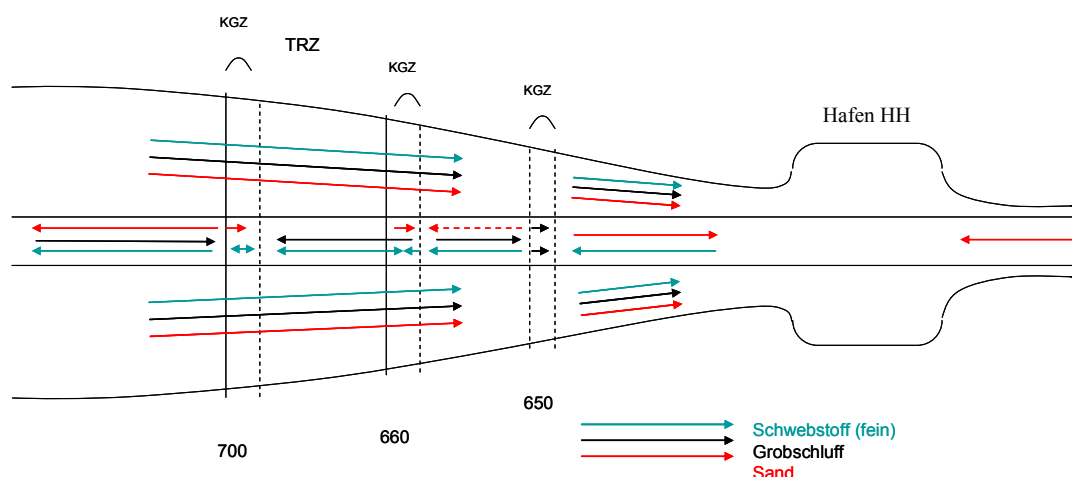 KGZ
TRZ
KGZ
KGZ
Hafen HH
650
660
700
Schwebstoff (fein)
Grobschluff
Sand